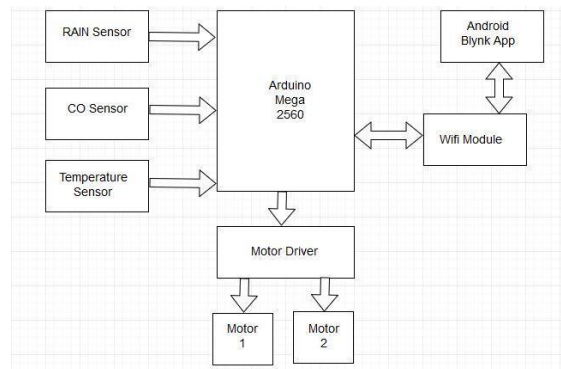 RAIN Sensor
CO Sensor
Temperature
Sensor
Arduino
Mega
2560
Android
Blynk App
Wifi Module
Motor Driver
Motor
1
Motor
2